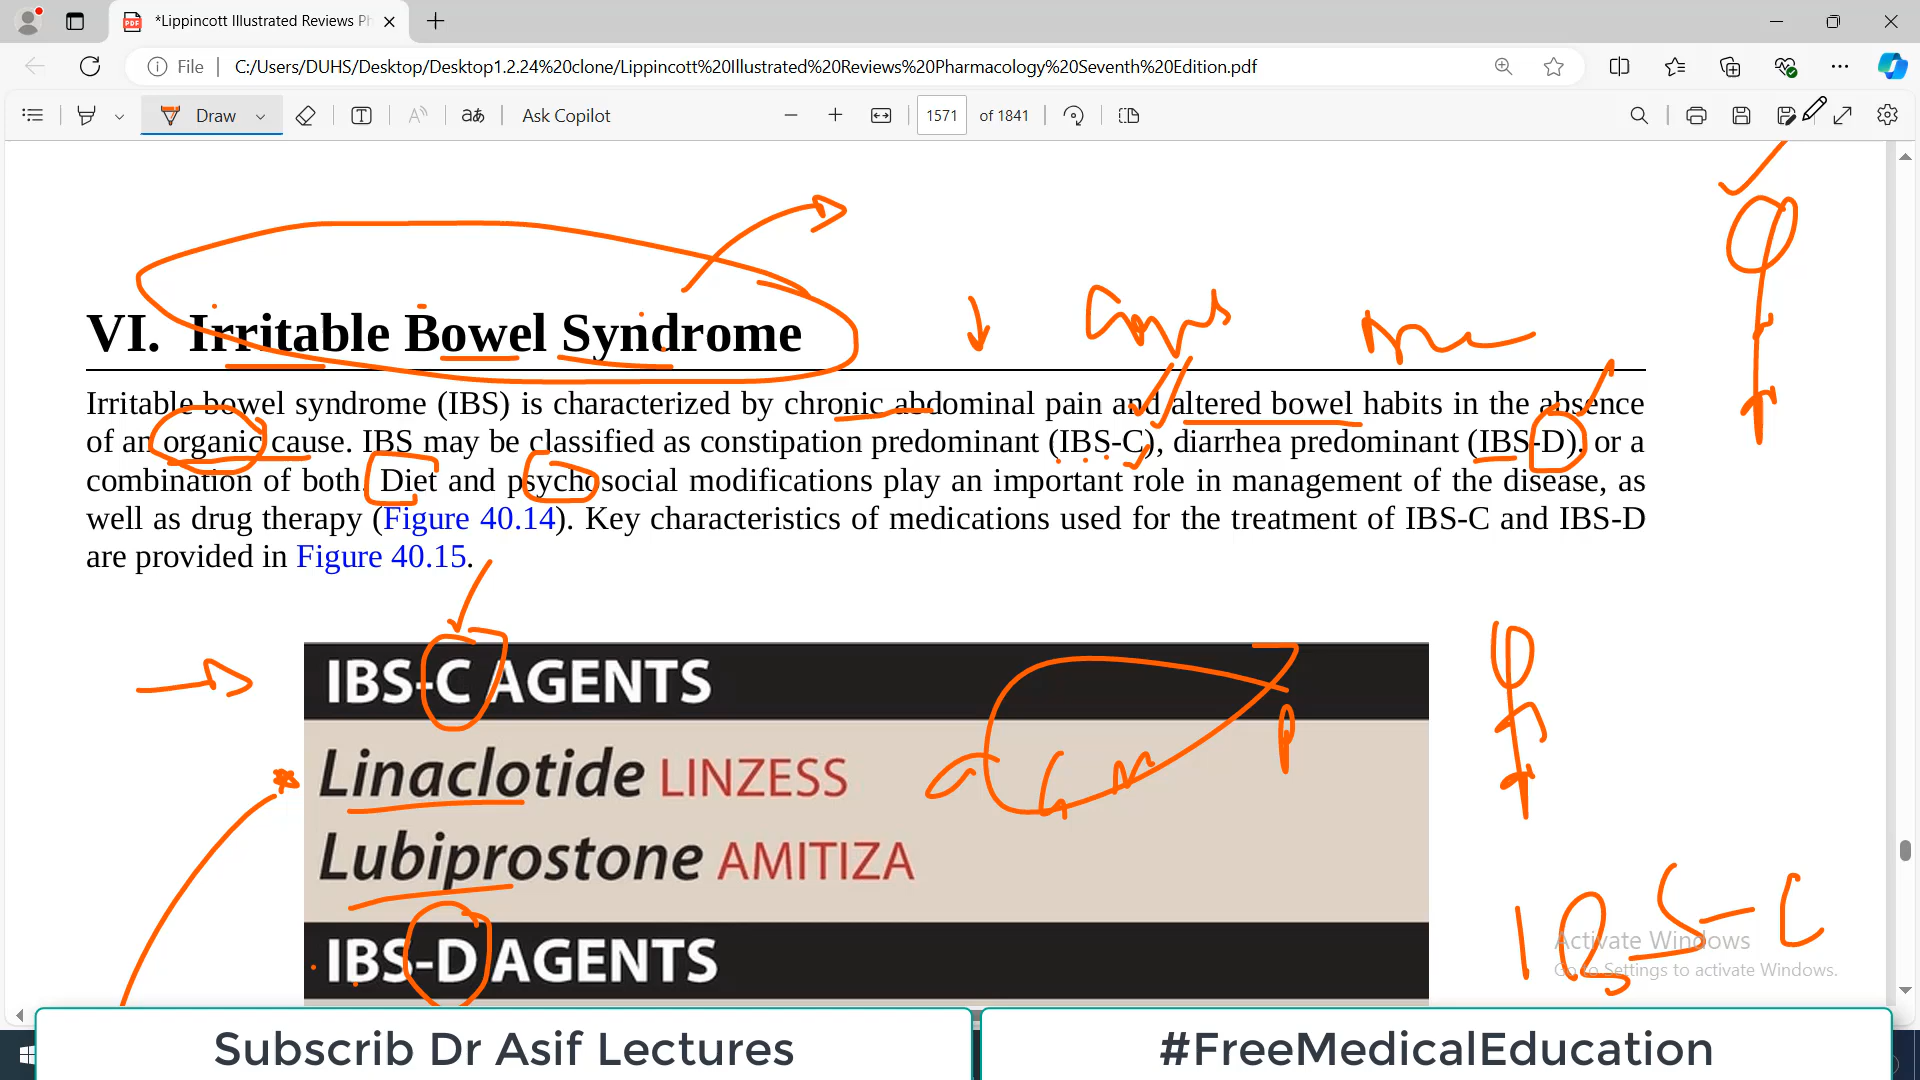 *Lippincott Illustrated Reviews Ph
File
C:/Users/DUHS/Desktop/Desktop1.2.24%20clone/Lippincott%20Illustrated%20Reviews%20Pharmacology%20Seventh%20Edition.pdf
Draw
Ask Copilot
1571 of 1841
VI. Irritable Bowel Syndrome
Irritable bowel syndrome (IBS) is characterized by chronic abdominal pain and altered bowel habits in the absence
of an organic cause. IBS may be classified as constipation predominant (IBS-C), diarrhea predominant (IBS-D), or a
combination of both. Diet and psychosocial modifications play an important role in management of the disease, as
well as drug therapy (Figure 40.14). Key characteristics of medications used for the treatment of IBS-C and IBS-D
are provided in Figure 40.15.
IBS-C AGENTS
Linaclotide LINZESS
Lubiprostone AMITIZA
IBS-C
IBS-D AGENTS
Activate Windows
Go to Settings to activate Windows.
Subscrib Dr Asif Lectures
#FreeMedicalEducation